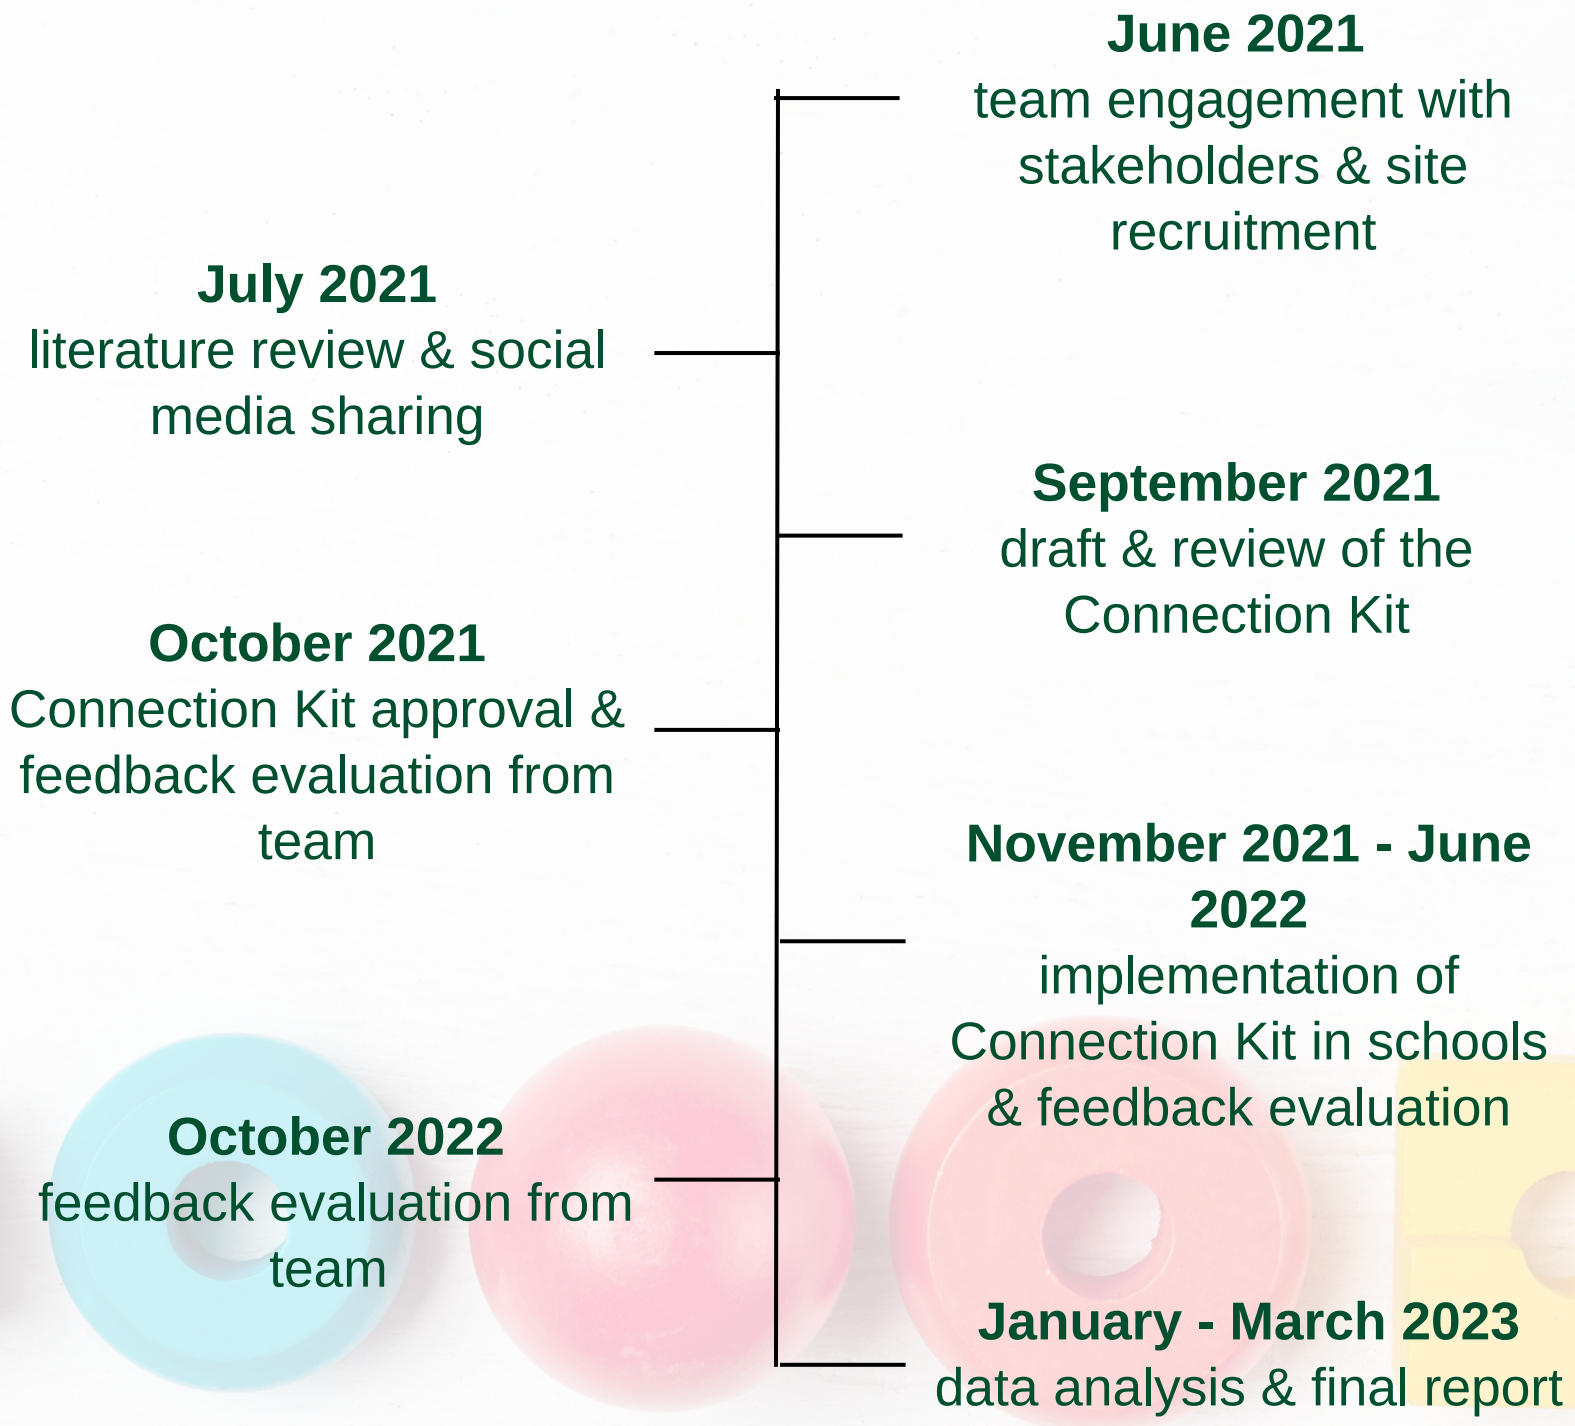 June 2021
team engagement with
stakeholders & site
recruitment
July 2021
literature review & social
media sharing
September 2021
draft & review of the
Connection Kit
October 2021
Connection Kit approval &
feedback evaluation from
team
November 2021 - June
2022
implementation of
Connection Kit in schools
& feedback evaluation
October 2022
feedback evaluation from
team
January - March 2023
data analysis & final report